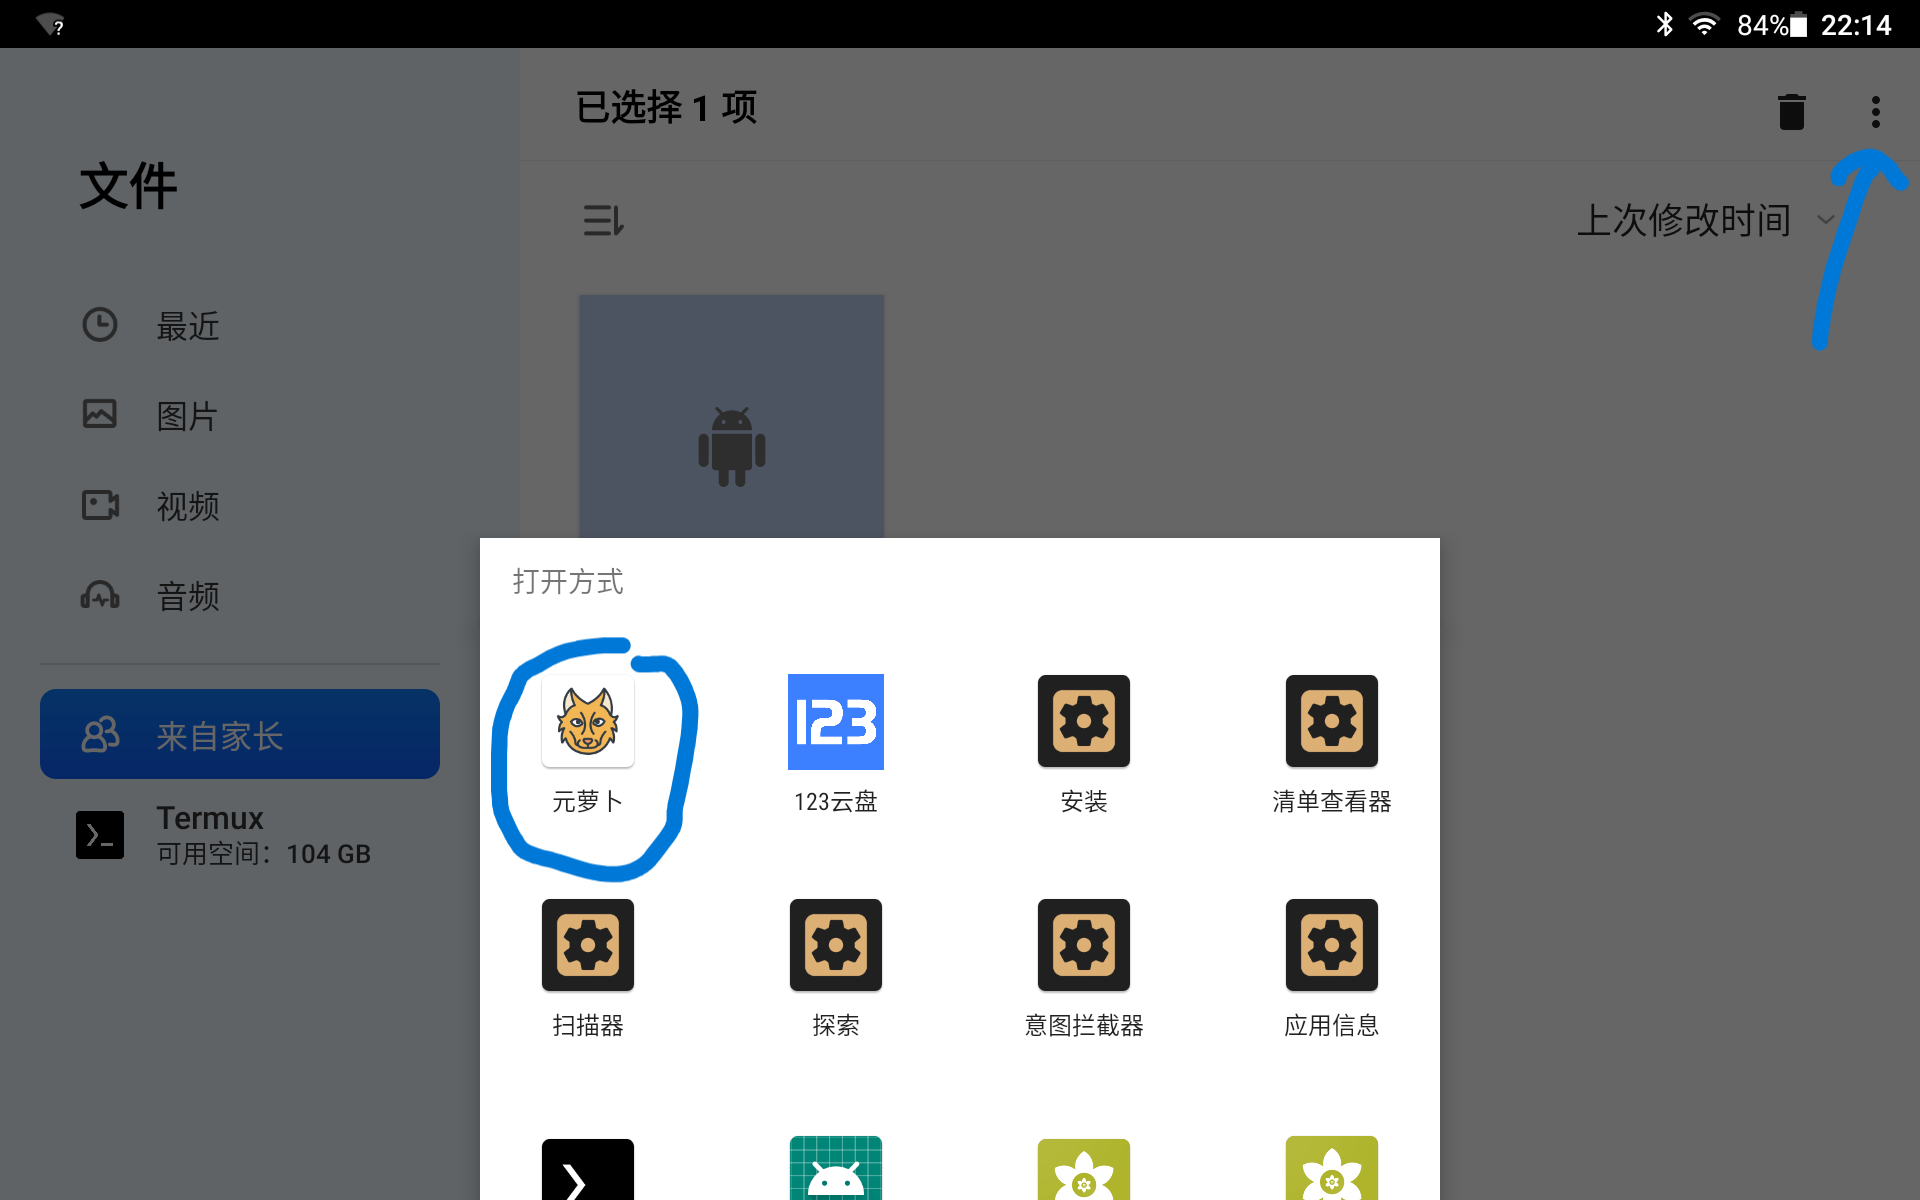 84% 22:14
已选择 1 项
文件
上次修改时间
最近
图片
视频
音频
来自家长
Termux
可用空间：104 GB
打开方式
123
元萝卜
123云盘
安装
清单查看器
扫描器
探索
意图拦截器
应用信息